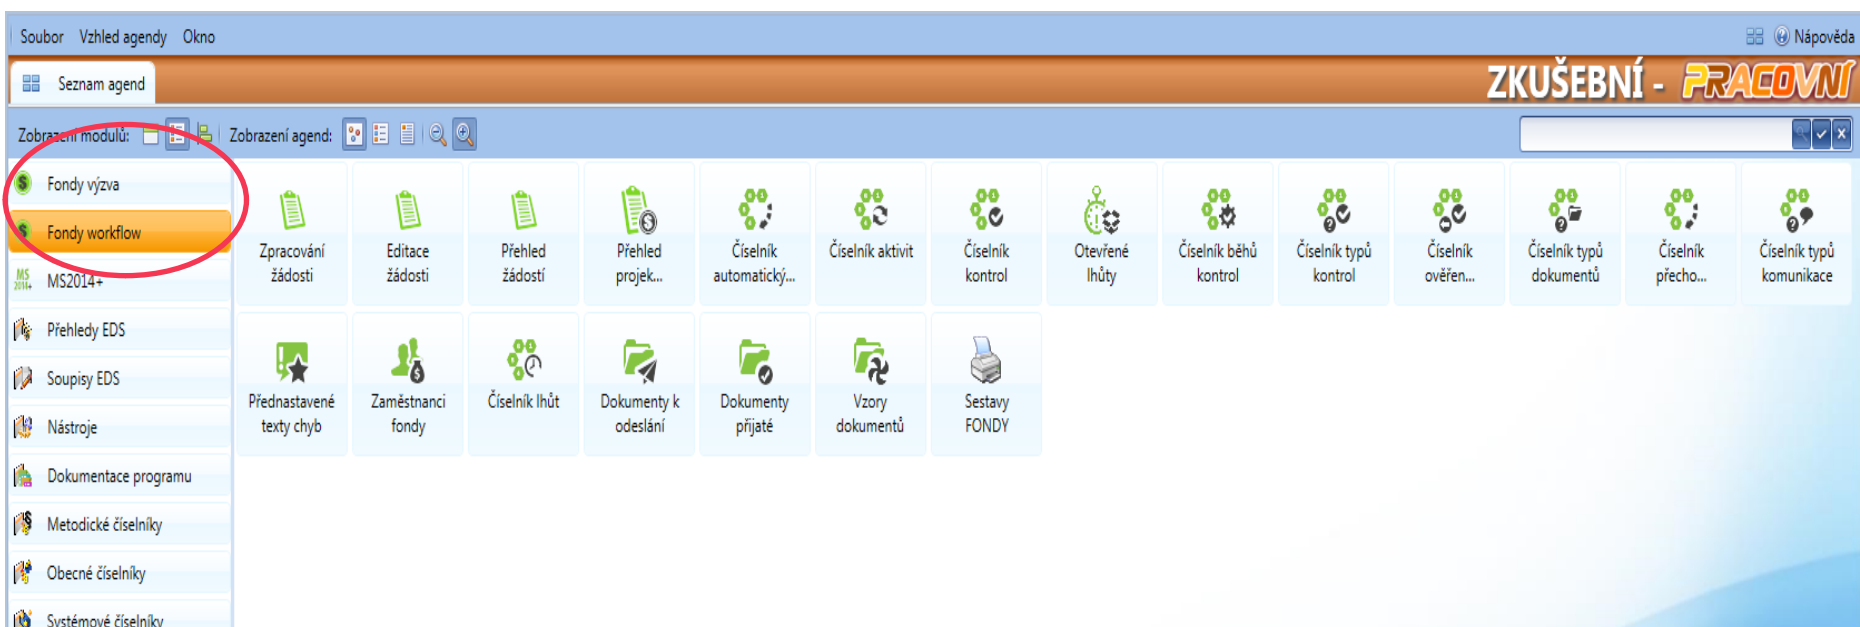 Soubor Vzhled agendy Okno Nápověda
Seznam agend
ZKUŠEBNÍ - PRACOVNÍ
Zobrazení modulů: Zobrazení agend:
Fondy výzva
Fondy workflow
MS2014+
Přehledy EDS
Soupisy EDS
Nástroje
Dokumentace programu
Metodické číselníky
Obecné číselníky
Systémové číselníky
Zpracování
žádosti
Editace
žádosti
Přehled
žádostí
Přehled
projek...
Číselník
automatický...
Číselník aktivit
Číselník
kontrol
Otevřené
lhůty
Číselník běhů
kontrol
Číselník typů
kontrol
Číselník
ověřen...
Číselník typů
dokumentů
Číselník
přecho...
Číselník typů
komunikace
Přednastavené
texty chyb
Zaměstnanci
fondy
Číselník lhůt
Dokumenty k
odeslání
Dokumenty
přijaté
Vzory
dokumentů
Sestavy
FONDY